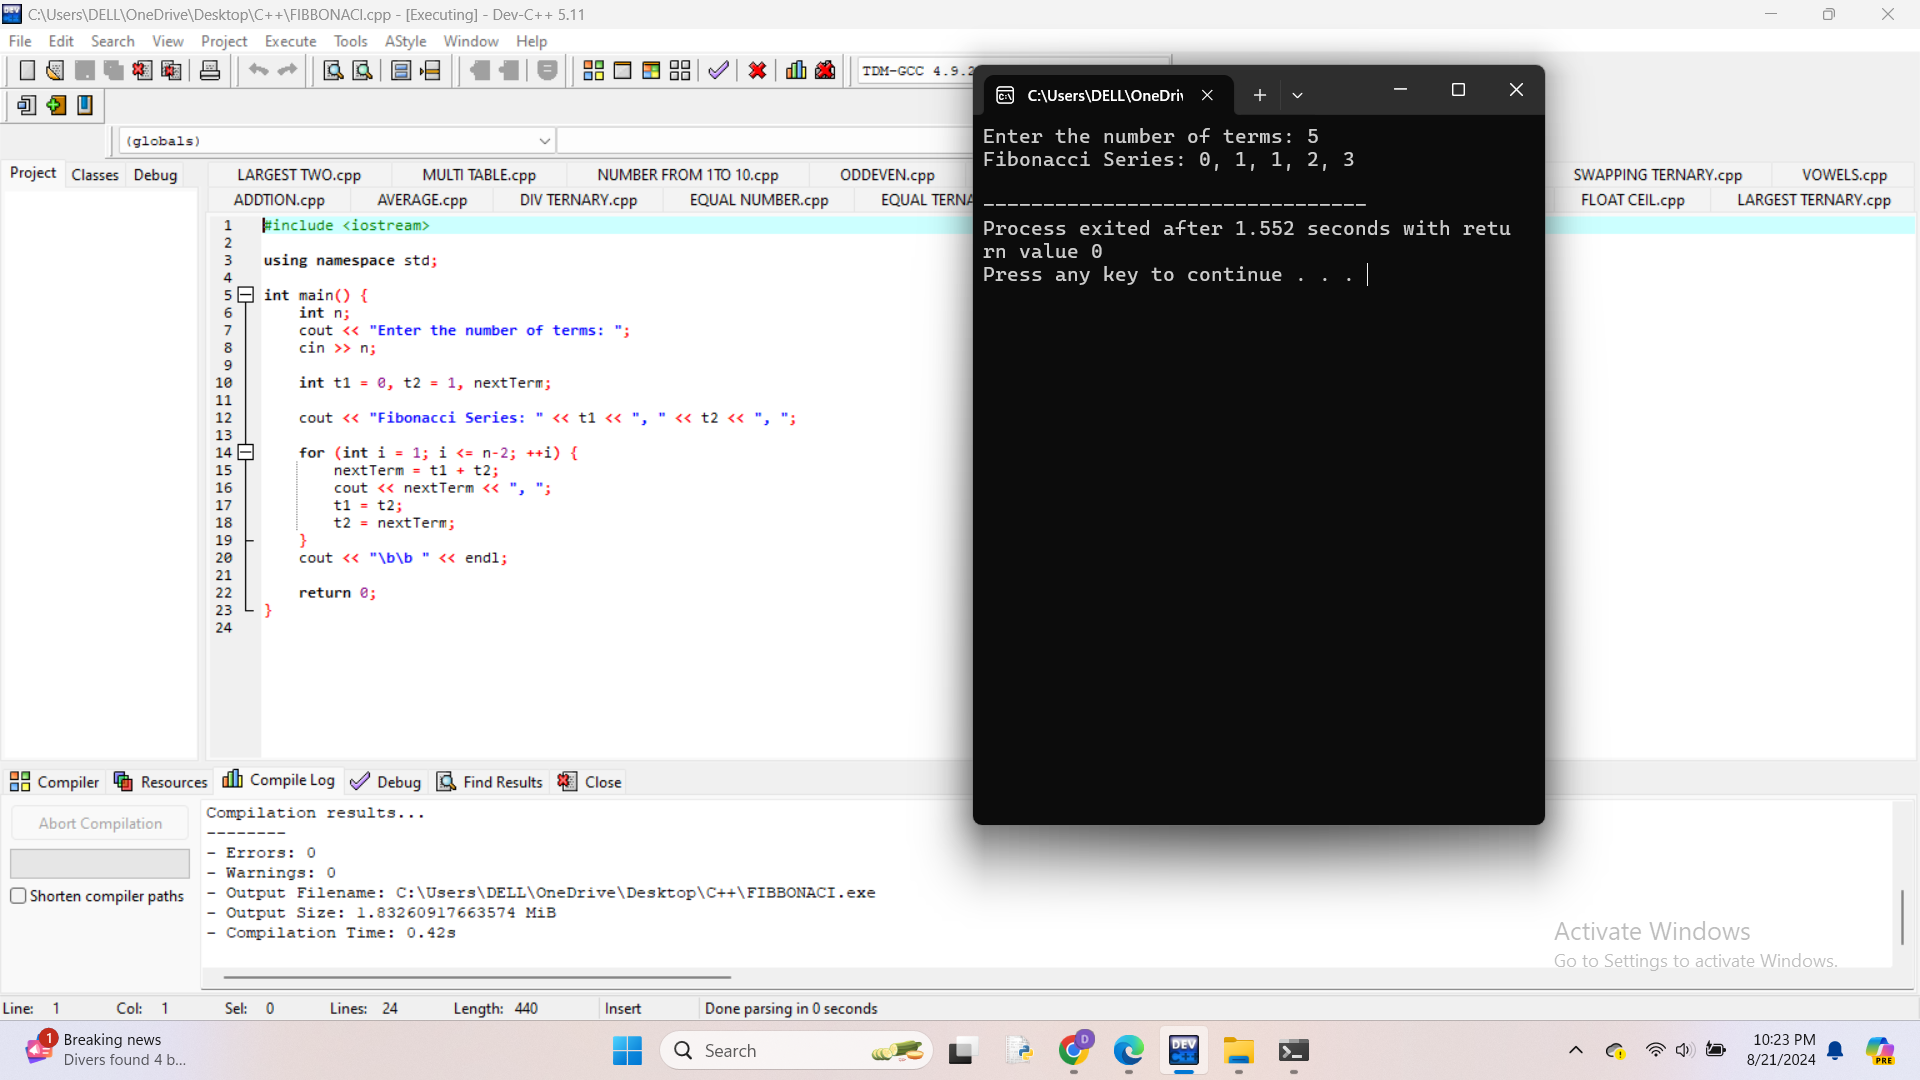 C:\Users\DELL\OneDrive\Desktop\C++\FIBBONACI.cpp - [Executing] - Dev-C++ 5.11
File Edit Search View Project Execute Tools AStyle Window Help
TDM-GCC 4.9.2
(globals)
Project Classes Debug
LARGEST TWO.cpp MULTI TABLE.cpp NUMBER FROM 1TO 10.cpp ODDEVEN.cpp SWAPPING TERNARY.cpp VOWELS.cpp
ADDTION.cpp AVERAGE.cpp DIV TERNARY.cpp EQUAL NUMBER.cpp EQUAL TERNA FLOAT CEIL.cpp LARGEST TERNARY.cpp
1 #include <iostream>
2
3 using namespace std;
4
5 int main() {
6 int n;
7 cout << "Enter the number of terms: ";
8 cin >> n;
9
10 int t1 = 0, t2 = 1, nextTerm;
11
12 cout << "Fibonacci Series: " << t1 << ", " << t2 << ", ";
13
14 for (int i = 1; i <= n-2; ++i) {
15 nextTerm = t1 + t2;
16 cout << nextTerm << ", ";
17 t1 = t2;
18 t2 = nextTerm;
19 }
20 cout << "\b\b " << endl;
21
22 return 0;
23 }
24
C:\Users\DELL\OneDri
Enter the number of terms: 5
Fibonacci Series: 0, 1, 1, 2, 3
--------------------------------
Process exited after 1.552 seconds with retu
rn value 0
Press any key to continue . . .
Compiler Resources Compile Log Debug Find Results Close
Abort Compilation
Shorten compiler paths
Compilation results...
--------
- Errors: 0
- Warnings: 0
- Output Filename: C:\Users\DELL\OneDrive\Desktop\C++\FIBBONACI.exe
- Output Size: 1.83260917663574 MiB
- Compilation Time: 0.42s
Activate Windows
Go to Settings to activate Windows.
Line: 1 Col: 1 Sel: 0 Lines: 24 Length: 440 Insert Done parsing in 0 seconds
1
Breaking news
Divers found 4 b...
Search
D
DEV
C++
10:23 PM
8/21/2024
PRE